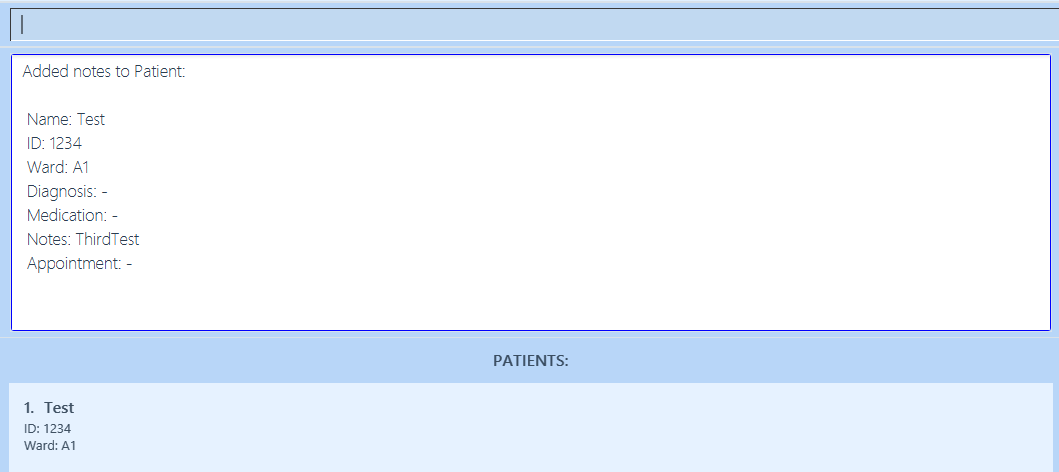 Added notes to Patient:
Name: Test
ID: 1234
Ward: A1
Diagnosis: -
Medication: -
Notes: ThirdTest
Appointment: -
PATIENTS:
1. Test
ID: 1234
Ward: A1